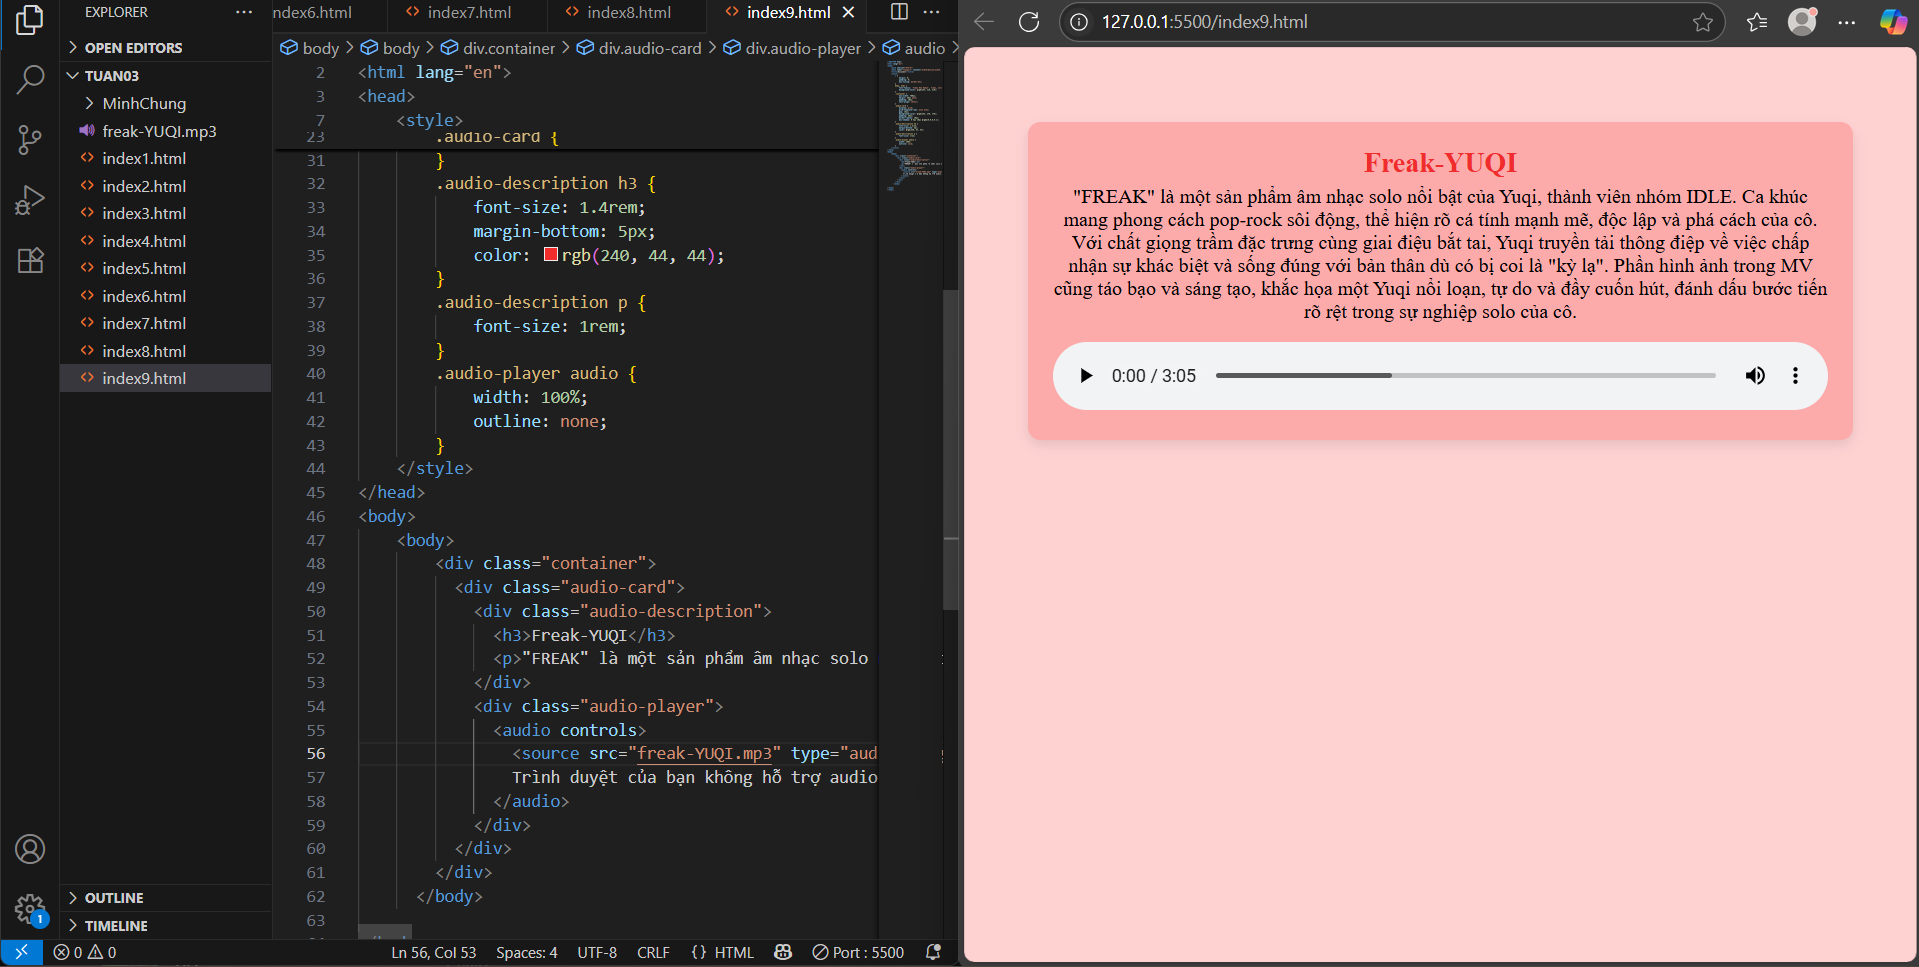 EXPLORER
OPEN EDITORS
TUAN03
MinhChung
freak-YUQI.mp3
index1.html
index2.html
index3.html
index4.html
index5.html
index6.html
index7.html
index8.html
index9.html
OUTLINE
TIMELINE
1
ndex6.html
index7.html
index8.html
index9.html
body > body > div.container > div.audio-card > div.audio-player > audio >
2 <html lang="en">
3 <head>
7 <style>
23 .audio-card {
31 }
32 .audio-description h3 {
33 font-size: 1.4rem;
34 margin-bottom: 5px;
35 color: rgb(240, 44, 44);
36 }
37 .audio-description p {
38 font-size: 1rem;
39 }
40 .audio-player audio {
41 width: 100%;
42 outline: none;
43 }
44 </style>
45 </head>
46 <body>
47 <body>
48 <div class="container">
49 <div class="audio-card">
50 <div class="audio-description">
51 <h3>Freak-YUQI</h3>
52 <p>"FREAK" là một sản phẩm âm nhạc solo
53 </div>
54 <div class="audio-player">
55 <audio controls>
56 <source src="freak-YUQI.mp3" type="aud
57 Trình duyệt của bạn không hỗ trợ audio
58 </audio>
59 </div>
60 </div>
61 </div>
62 </body>
63
0 0
Ln 56, Col 53 Spaces: 4 UTF-8 CRLF {} HTML Port : 5500
127.0.0.1:5500/index9.html
Freak-YUQI
"FREAK" là một sản phẩm âm nhạc solo nổi bật của Yuqi, thành viên nhóm IDLE. Ca khúc
mang phong cách pop-rock sôi động, thể hiện rõ cá tính mạnh mẽ, độc lập và phá cách của cô.
Với chất giọng trầm đặc trưng cùng giai điệu bắt tai, Yuqi truyền tải thông điệp về việc chấp
nhận sự khác biệt và sống đúng với bản thân dù có bị coi là "kỳ lạ". Phần hình ảnh trong MV
cũng táo bạo và sáng tạo, khắc họa một Yuqi nổi loạn, tự do và đầy cuốn hút, đánh dấu bước tiến
rõ rệt trong sự nghiệp solo của cô.
0:00 / 3:05